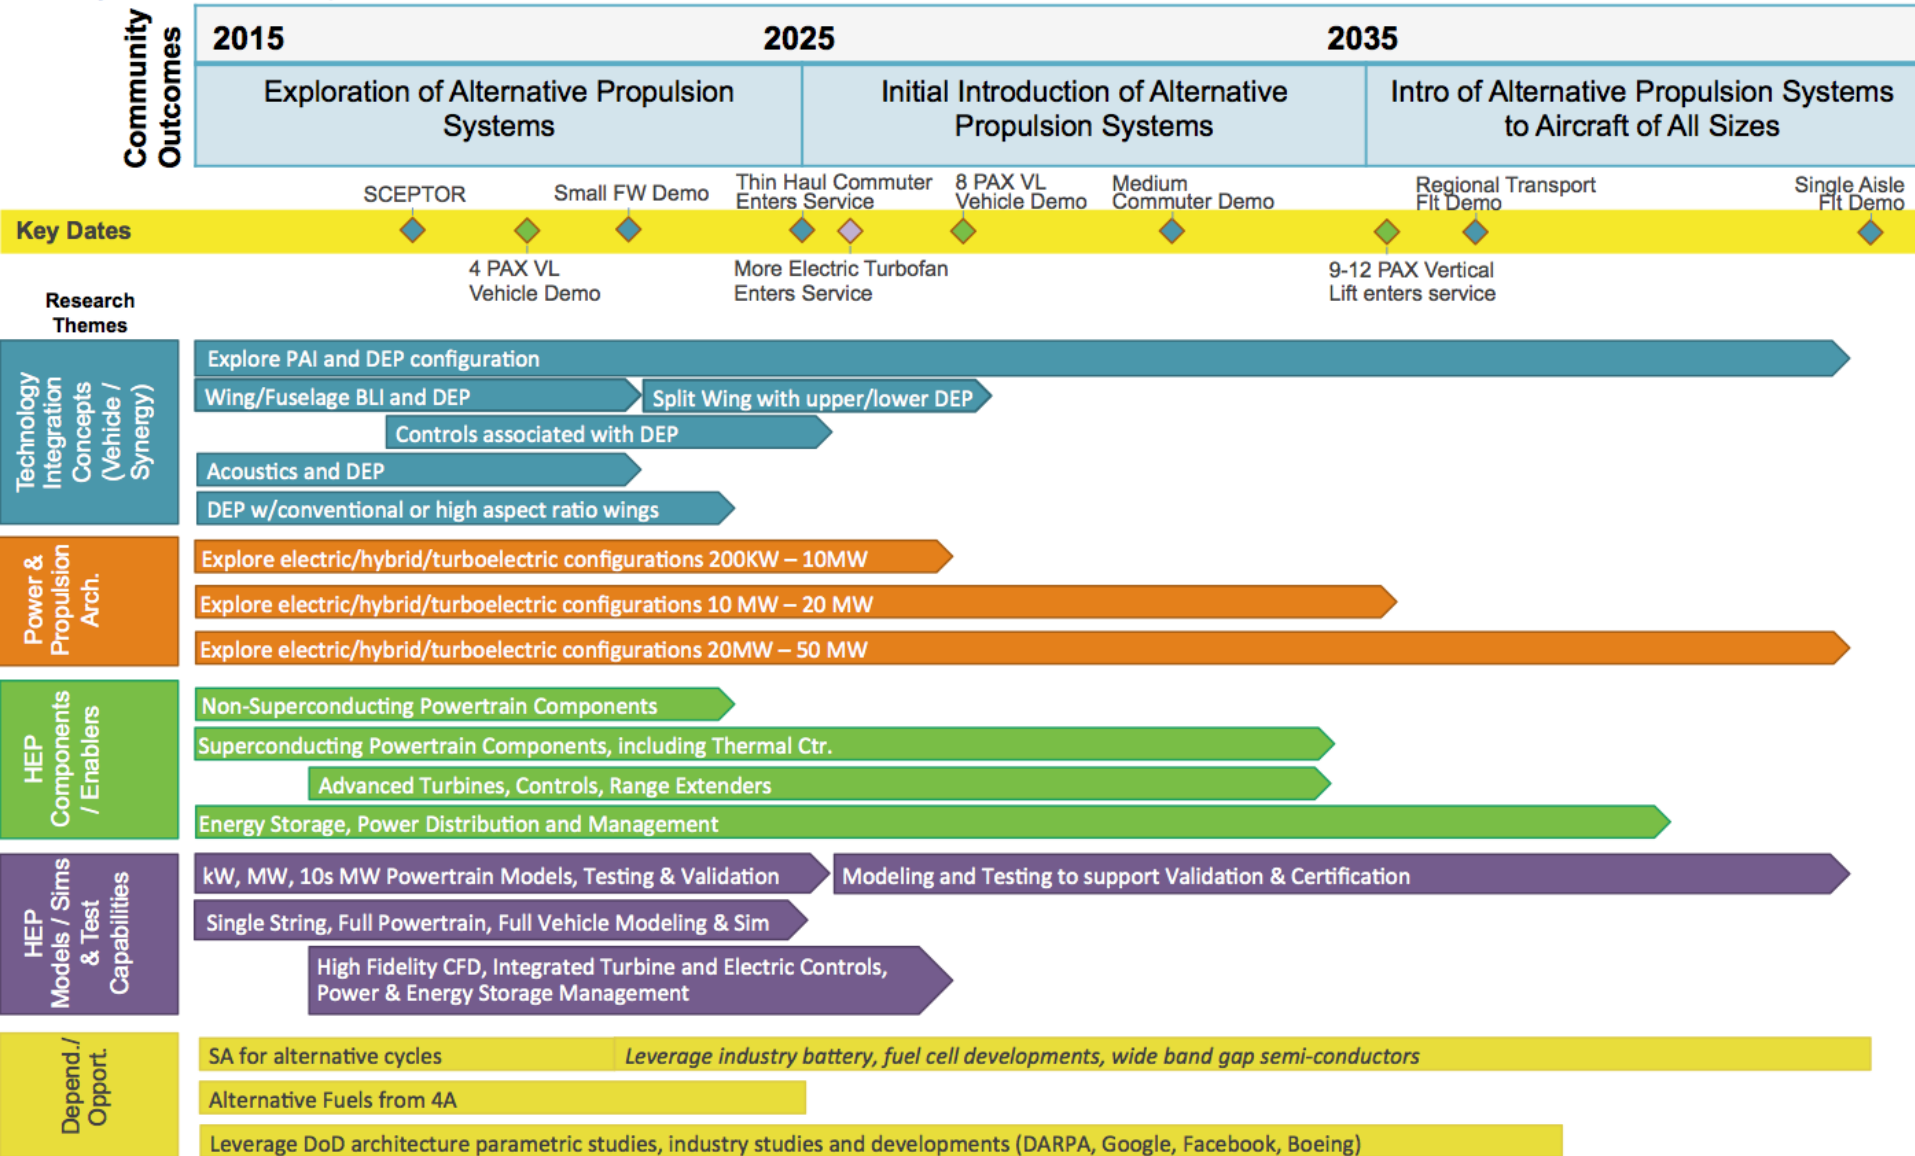 Community
Outcomes
2015
2025
2035
Exploration of Alternative Propulsion
Systems
Initial Introduction of Alternative
Propulsion Systems
Intro of Alternative Propulsion Systems
to Aircraft of All Sizes
SCEPTOR
Small FW Demo
Thin Haul Commuter
Enters Service
8 PAX VL
Vehicle Demo
Medium
Commuter Demo
Regional Transport
Flt Demo
Single Aisle
Flt Demo
Key Dates
4 PAX VL
Vehicle Demo
More Electric Turbofan
Enters Service
9-12 PAX Vertical
Lift enters service
Research
Themes
Technology
Integration
Concepts
(Vehicle /
Synergy)
Explore PAI and DEP configuration
Wing/Fuselage BLI and DEP
Split Wing with upper/lower DEP
Controls associated with DEP
Acoustics and DEP
DEP w/conventional or high aspect ratio wings
Power &
Propulsion
Arch.
Explore electric/hybrid/turboelectric configurations 200KW – 10MW
Explore electric/hybrid/turboelectric configurations 10 MW – 20 MW
Explore electric/hybrid/turboelectric configurations 20MW – 50 MW
HEP
Components
/ Enablers
Non-Superconducting Powertrain Components
Superconducting Powertrain Components, including Thermal Ctr.
Advanced Turbines, Controls, Range Extenders
Energy Storage, Power Distribution and Management
HEP
Models / Sims
& Test
Capabilities
kW, MW, 10s MW Powertrain Models, Testing & Validation
Modeling and Testing to support Validation & Certification
Single String, Full Powertrain, Full Vehicle Modeling & Sim
High Fidelity CFD, Integrated Turbine and Electric Controls,
Power & Energy Storage Management
Depend./
Opport.
SA for alternative cycles
Leverage industry battery, fuel cell developments, wide band gap semi-conductors
Alternative Fuels from 4A
Leverage DoD architecture parametric studies, industry studies and developments (DARPA, Google, Facebook, Boeing)